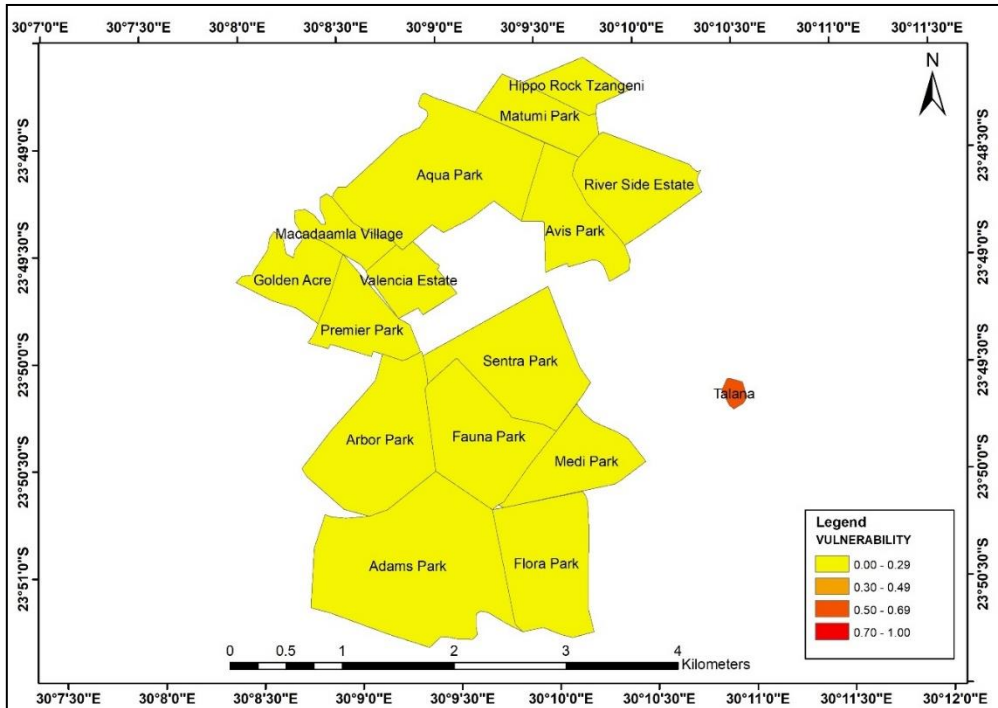 30°7'0"E 30°7'30"E 30°8'0"E 30°8'30"E 30°9'0"E 30°9'30"E 30°10'0"E 30°10'30"E 30°11'0"E 30°11'30"E
N
Hippo Rock Tzangeni
Matumi Park
23°49'0"S
23°48'30"S
Aqua Park
River Side Estate
Macadaamla Village
Avis Park
23°49'30"S
23°49'0"S
Golden Acre
Valencia Estate
Premier Park
23°50'0"S
Sentra Park
23°49'30"S
Talana
Arbor Park
Fauna Park
Medi Park
23°50'30"S
23°50'0"S
Legend
VULNERABILITY
0.00 - 0.29
0.30 - 0.49
0.50 - 0.69
0.70 - 1.00
Adams Park
Flora Park
23°51'0"S
23°50'30"S
0 0.5 1 2 3 4
Kilometers
30°7'30"E 30°8'0"E 30°8'30"E 30°9'0"E 30°9'30"E 30°10'0"E 30°10'30"E 30°11'0"E 30°11'30"E 30°12'0"E